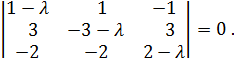 |1 − λ 1 −1|
|3 −3 − λ 3| = 0 .
|−2 −2 2 − λ|